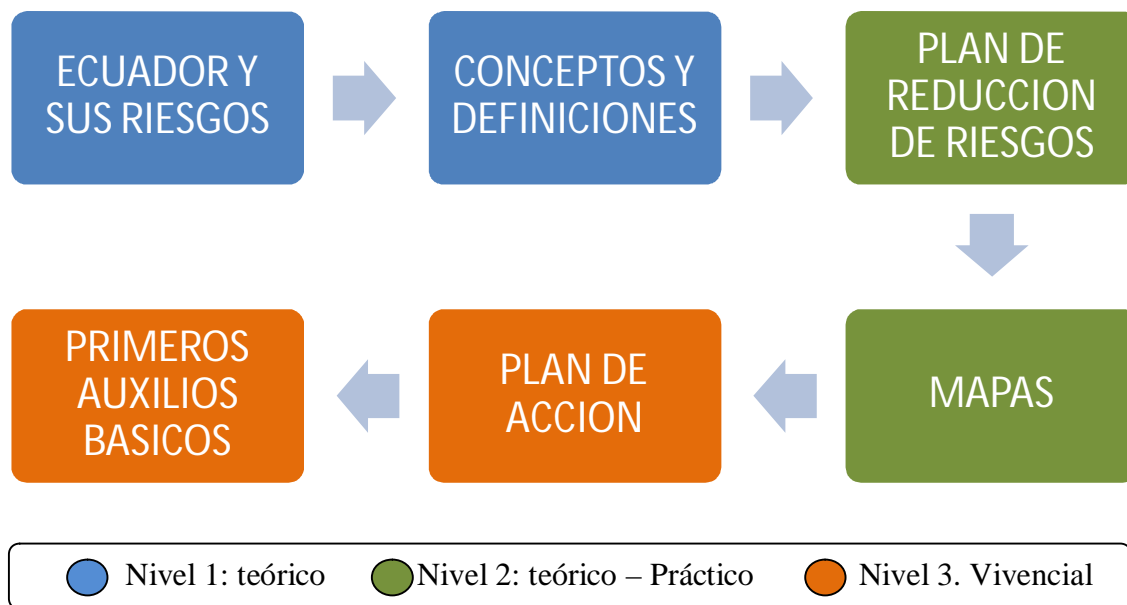 ECUADOR Y
SUS RIESGOS
CONCEPTOS Y
DEFINICIONES
PLAN DE
REDUCCION
DE RIESGOS
MAPAS
PLAN DE
ACCION
PRIMEROS
AUXILIOS
BASICOS
Nivel 1: teórico
Nivel 2: teórico – Práctico
Nivel 3. Vivencial